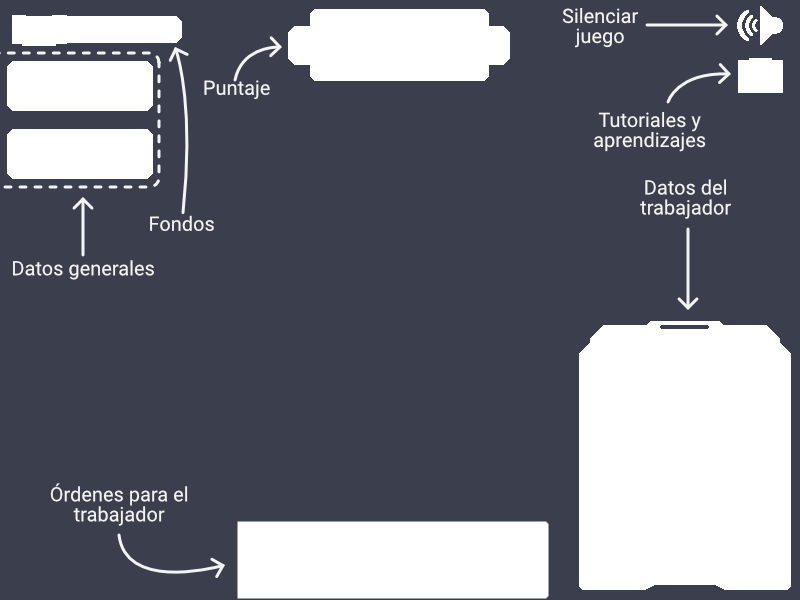 Silenciar
juego
Puntaje
Tutoriales y
aprendizajes
Datos del
trabajador
Fondos
Datos generales
Órdenes para el
trabajador